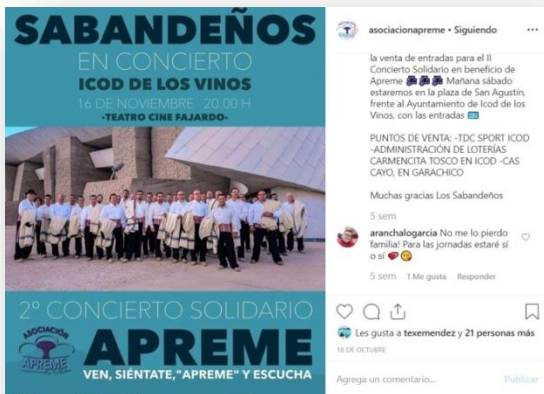 SABANDEÑOS
EN CONCIERTO
ICOD DE LOS VINOS
16 DE NOVIEMBRE 20:00 H
-TEATRO CINE FAJARDO-
2º CONCIERTO SOLIDARIO
ASOCIACIÓN
APREME
APREME
VEN, SIÉNTATE,"APREME" Y ESCUCHA
asociacionapreme • Siguiendo
la venta de entradas para el II
Concierto Solidario en beneficio de
Apreme 🎆🎆🎆 Mañana sábado
estaremos en la plaza de San Agustín,
frente al Ayuntamiento de Icod de los
Vinos, con las entradas
PUNTOS DE VENTA: -TDC SPORT ICOD
-ADMINISTRACIÓN DE LOTERÍAS
CARMENCITA TOSCO EN ICOD -CAS
CAYO, EN GARACHICO
Muchas gracias Los Sabandeños
5 sem
aranchalogarcia No me lo pierdo
familia! Para las jornadas estaré sí
o sí
5 sem 1 Me gusta Responder
Les gusta a texemendez y 21 personas más
18 DE OCTUBRE
Agrega un comentario... Publicar